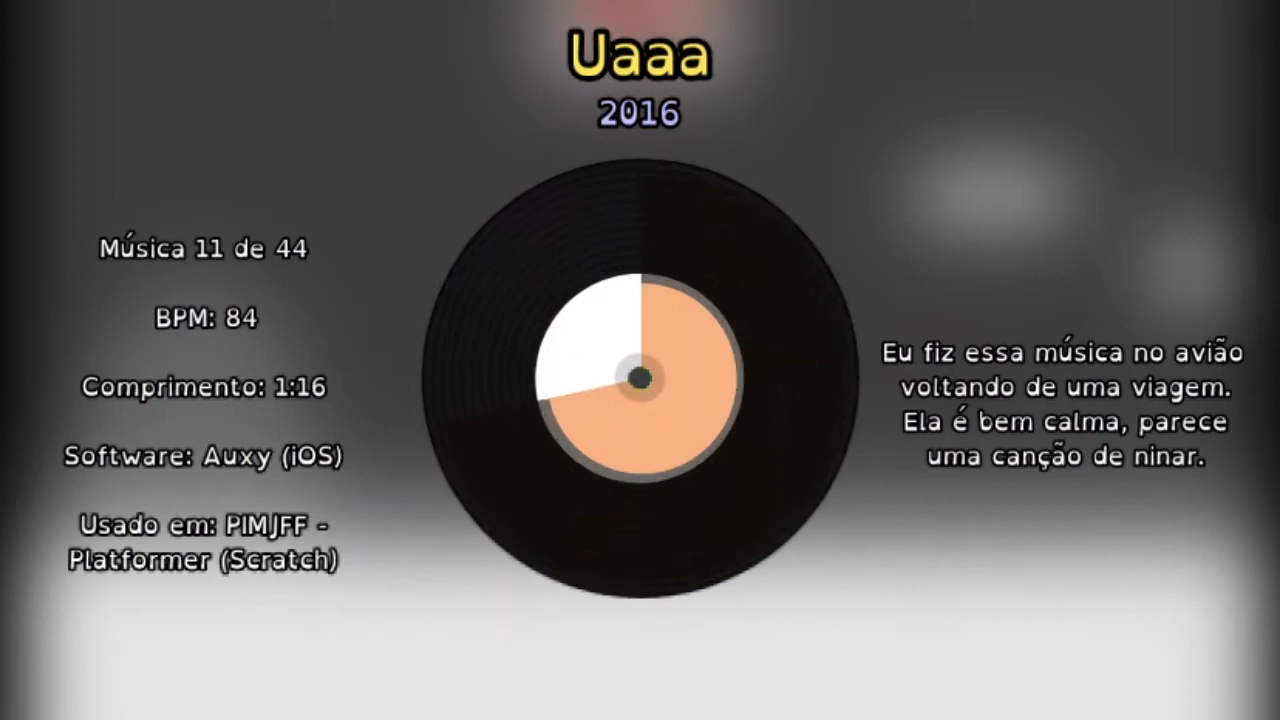 Uaaa
2016
Música 11 de 44
BPM: 84
Comprimento: 1:16
Software: Auxy (iOS)
Usado em: PIMJFF -
Platformer (Scratch)
Eu fiz essa música no avião
voltando de uma viagem.
Ela é bem calma, parece
uma canção de ninar.